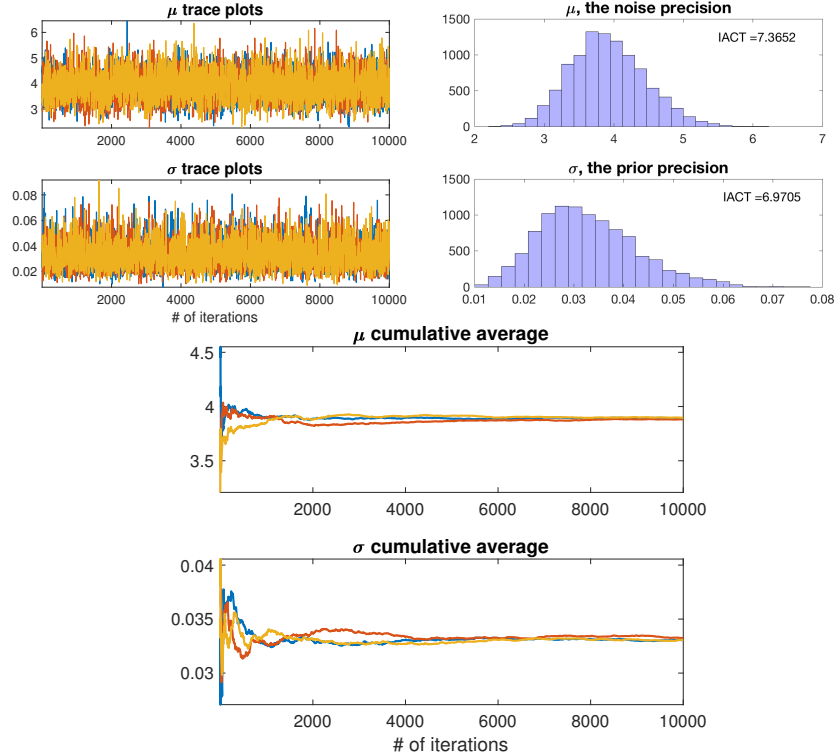 μ trace plots
6
5
4
3
2000 4000 6000 8000 10000
μ, the noise precision
1500
1000
500
0
IACT =7.3652
2 3 4 5 6 7
σ trace plots
0.08
0.06
0.04
0.02
2000 4000 6000 8000 10000
# of iterations
σ, the prior precision
1500
1000
500
0
IACT =6.9705
0.01 0.02 0.03 0.04 0.05 0.06 0.07 0.08
μ cumulative average
4.5
4
3.5
2000 4000 6000 8000 10000
σ cumulative average
0.04
0.035
0.03
2000 4000 6000 8000 10000
# of iterations